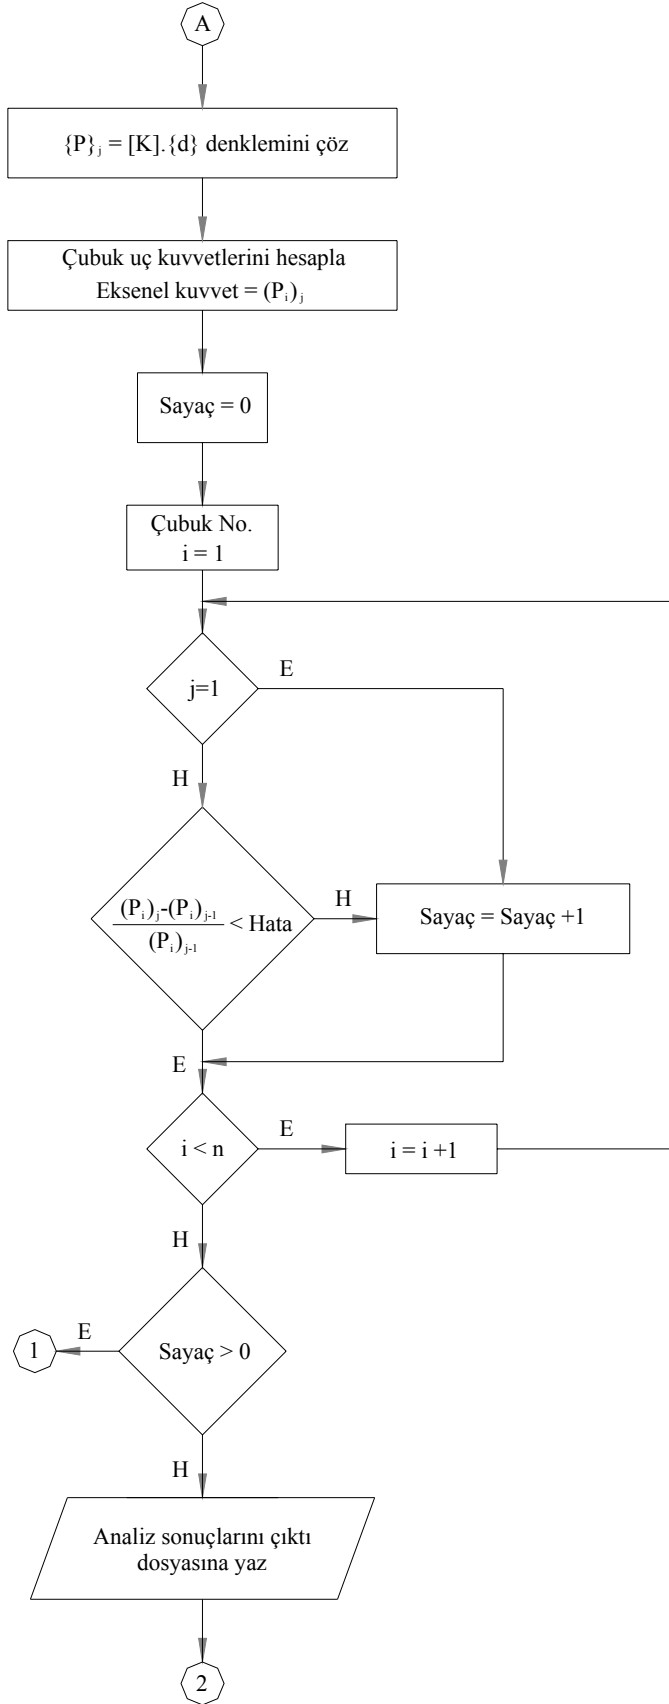 A
{P}ⱼ = [K].{d} denklemini çöz
Çubuk uç kuvvetlerini hesapla
Eksenel kuvvet = (Pᵢ)ⱼ
Sayaç = 0
Çubuk No.
i = 1
j=1
E
H
(Pᵢ)ⱼ-(Pᵢ)ⱼ₋₁
(Pᵢ)ⱼ₋₁
< Hata
H
Sayaç = Sayaç +1
E
i < n
E
i = i +1
H
Sayaç > 0
E
1
H
Analiz sonuçlarını çıktı
dosyasına yaz
2